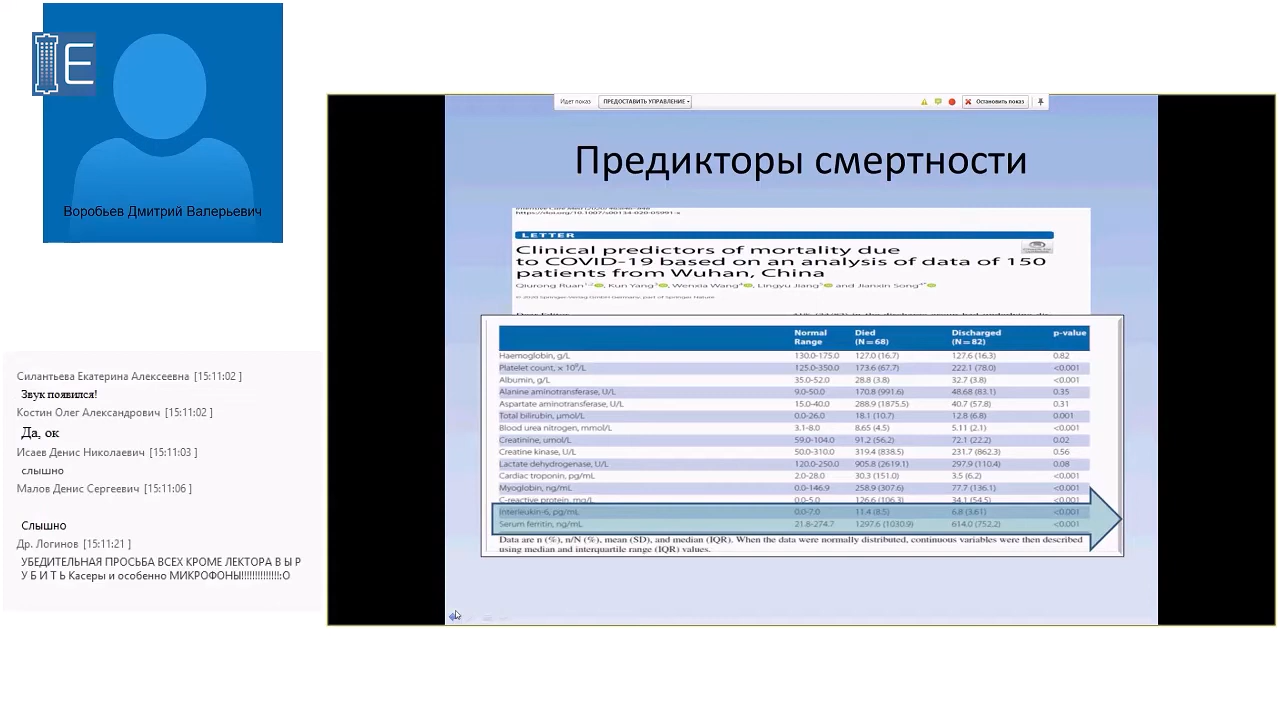 E
Воробьев Дмитрий Валерьевич
Силантьева Екатерина Алексеевна [15:11:02 ]
Звук появился!
Костин Олег Александрович [15:11:02 ]
Да, ок
Исаев Денис Николаевич [15:11:03 ]
слышно
Малов Денис Сергеевич [15:11:06 ]
Слышно
Др. Логинов [15:11:21 ]
УБЕДИТЕЛЬНАЯ ПРОСЬБА ВСЕХ КРОМЕ ЛЕКТОРА В Ы Р
У Б И Т Ь Касеры и особенно МИКРОФОНЫ!!!!!!!!!!!!!!:О
Идет показ ПРЕДОСТАВИТЬ УПРАВЛЕНИЕ Остановить показ
Предикторы смертности
https://doi.org/10.1007/s00134-020-05991-x
LETTER
Clinical predictors of mortality due
to COVID-19 based on an analysis of data of 150
patients from Wuhan, China
Qiurong Ruan, Kun Yang, Wenxia Wang, Lingyu Jiang and Jianxin Song
© 2020 Springer-Verlag GmbH Germany, part of Springer Nature
Normal Range Died (N=68) Discharged (N=82) p-value
Haemoglobin, g/L 130.0-175.0 127.0 (16.7) 127.6 (16.3) 0.82
Platelet count, × 10⁹/L 125.0-350.0 173.6 (67.7) 222.1 (78.0) <0.001
Albumin, g/L 35.0-52.0 28.8 (3.8) 32.7 (3.8) <0.001
Alanine aminotransferase, U/L 9.0-50.0 170.8 (991.6) 48.68 (83.1) 0.35
Aspartate aminotransferase, U/L 15.0-40.0 288.9 (1875.5) 40.7 (57.8) 0.31
Total bilirubin, μmol/L 0.0-26.0 18.1 (10.7) 12.8 (6.8) 0.001
Blood urea nitrogen, mmol/L 3.1-8.0 8.65 (4.5) 5.11 (2.1) <0.001
Creatinine, umol/L 59.0-104.0 91.2 (56.2) 72.1 (22.2) 0.02
Creatine kinase, U/L 50.0-310.0 319.4 (838.5) 231.7 (862.3) 0.56
Lactate dehydrogenase, U/L 120.0-250.0 905.8 (2619.1) 297.9 (110.4) 0.08
Cardiac troponin, pg/mL 2.0-28.0 30.3 (151.0) 3.5 (6.2) <0.001
Myoglobin, ng/mL 0.0-146.9 258.9 (307.6) 77.7 (136.1) <0.001
C-reactive protein, mg/L 0.0-5.0 126.6 (106.3) 34.1 (54.5) <0.001
Interleukin-6, pg/mL 0.0-7.0 11.4 (8.5) 6.8 (3.61) <0.001
Serum ferritin, ng/mL 21.8-274.7 1297.6 (1030.9) 614.0 (752.2) <0.001
Data are n (%), n/N (%), mean (SD), and median (IQR). When the data were normally distributed, continuous variables were then described
using median and interquartile range (IQR) values.